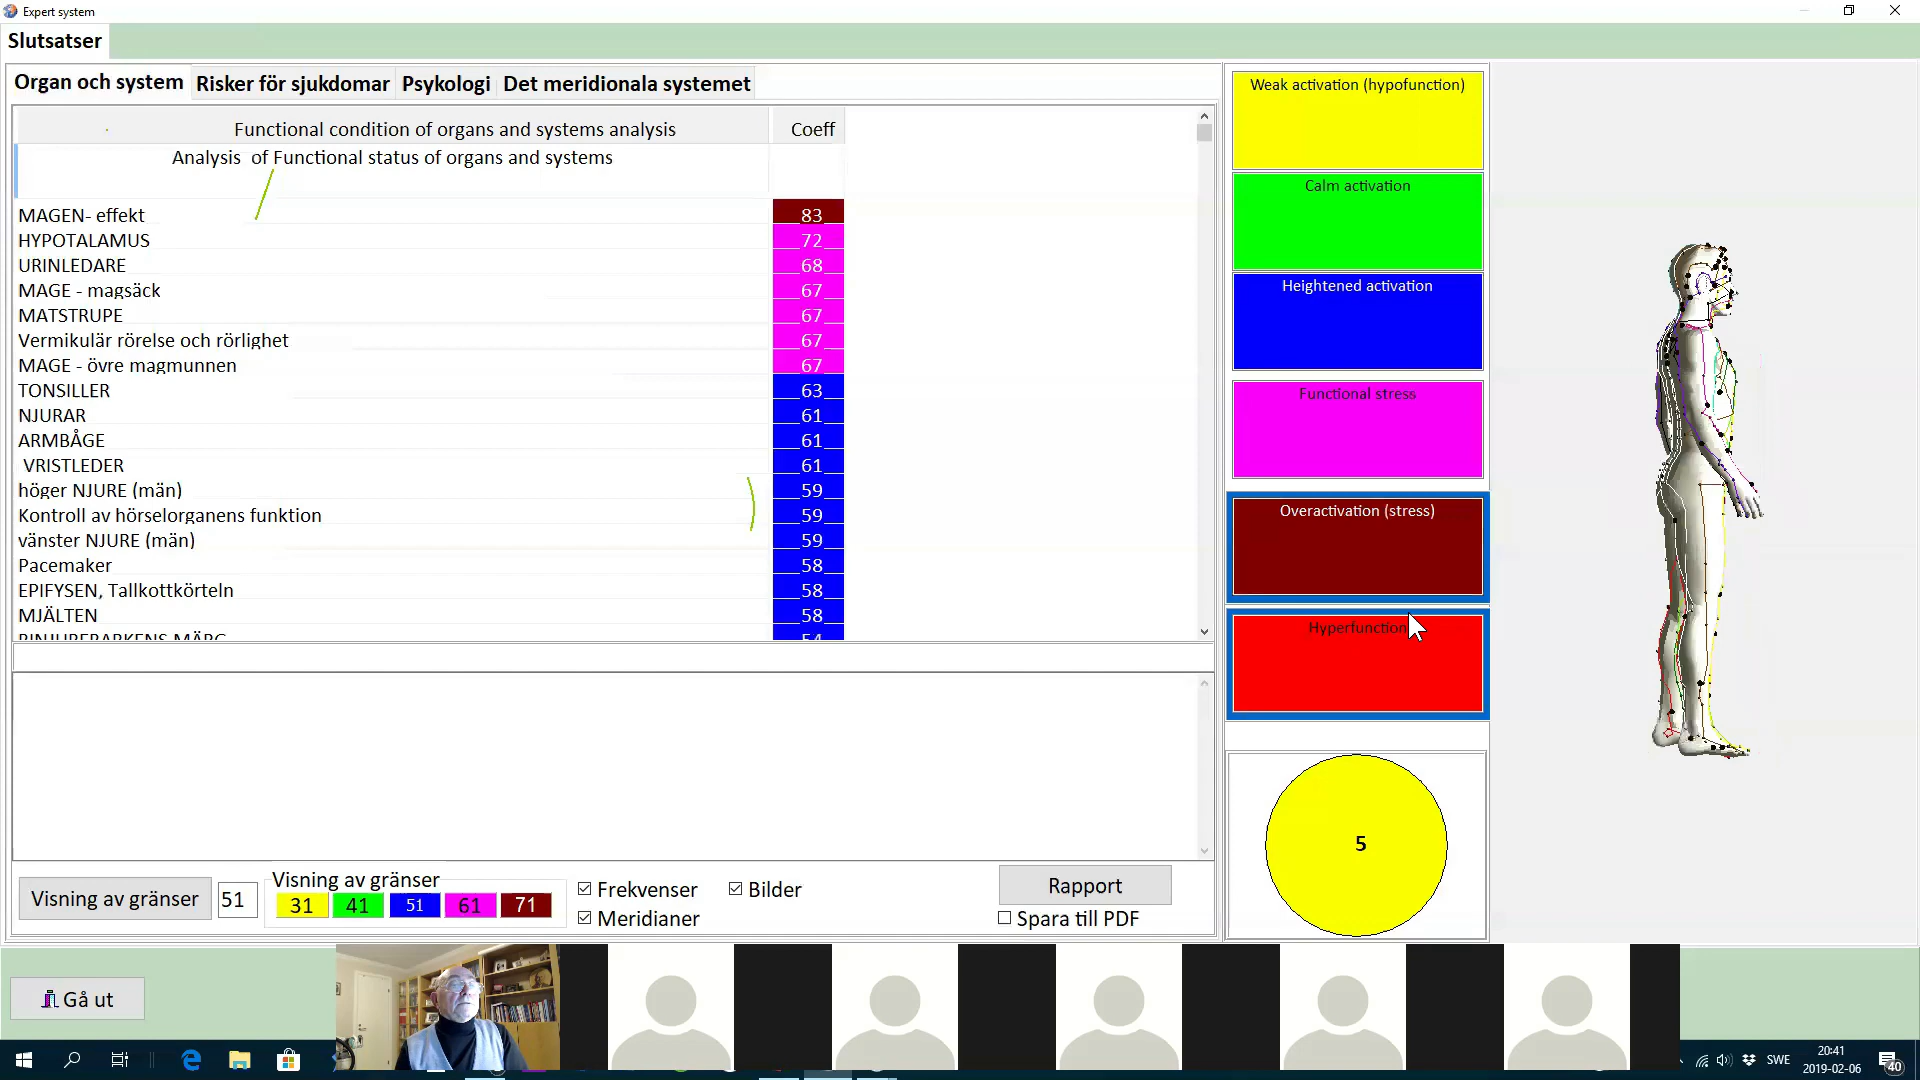 Expert system
Slutsatser
Organ och system
Risker för sjukdomar
Psykologi
Det meridionala systemet
Functional condition of organs and systems analysis
Coeff
Analysis of Functional status of organs and systems
MAGEN- effekt 83
HYPOTALAMUS 72
URINLEDARE 68
MAGE - magsäck 67
MATSTRUPE 67
Vermikulär rörelse och rörlighet 67
MAGE - övre magmunnen 67
TONSILLER 63
NJURAR 61
ARMBÅGE 61
VRISTLEDER 61
höger NJURE (män) 59
Kontroll av hörselorganens funktion 59
vänster NJURE (män) 59
Pacemaker 58
EPIFYSEN, Tallkottkörteln 58
MJÄLTEN 58
BINJUREBARKENS MÄRG 54
Weak activation (hypofunction)
Calm activation
Heightened activation
Functional stress
Overactivation (stress)
Hyperfunction
5
Visning av gränser
51
Visning av gränser
31 41 51 61 71
Frekvenser
Bilder
Meridianer
Rapport
Spara till PDF
Gå ut
SWE
20:41
2019-02-06
40